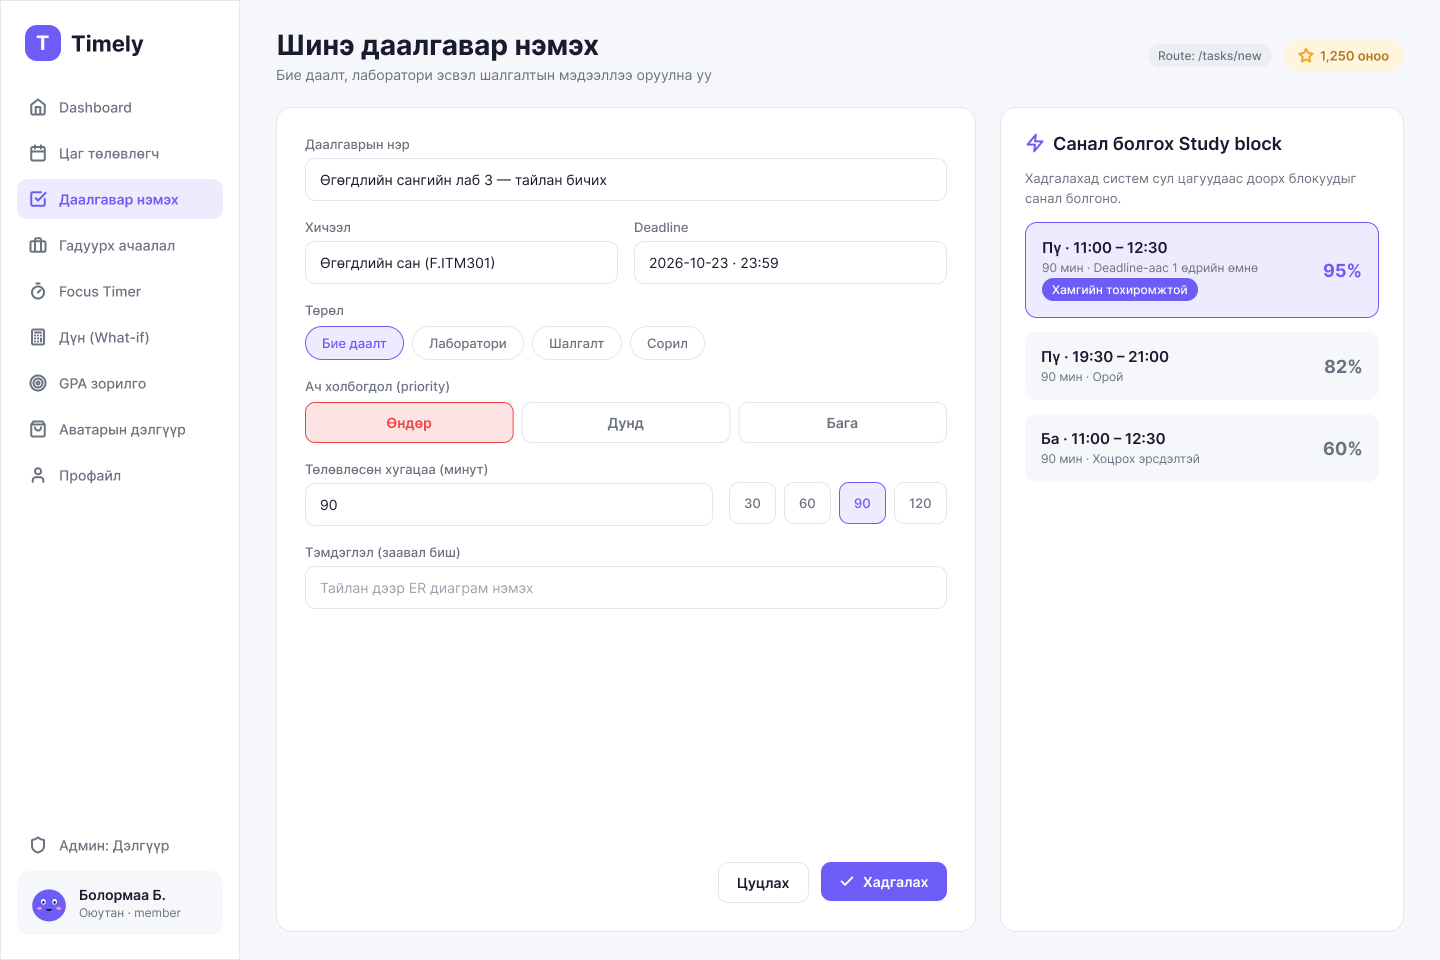 T Timely
Dashboard
Цаг төлөвлөгч
Даалгавар нэмэх
Гадуурх ачаалал
Focus Timer
Дүн (What-if)
GPA зорилго
Аватарын дэлгүүр
Профайл
Админ: Дэлгүүр
Болормаа Б.
Оюутан · member
Шинэ даалгавар нэмэх
Бие даалт, лаборатори эсвэл шалгалтын мэдээллээ оруулна уу
Route: /tasks/new
1,250 оноо
Даалгаврын нэр
Өгөгдлийн сангийн лаб 3 — тайлан бичих
Хичээл
Өгөгдлийн сан (F.ITM301)
Deadline
2026-10-23 · 23:59
Төрөл
Бие даалт Лаборатори Шалгалт Сорил
Ач холбогдол (priority)
Өндөр Дунд Бага
Төлөвлөсөн хугацаа (минут)
90 30 60 90 120
Тэмдэглэл (заавал биш)
Тайлан дээр ER диаграм нэмэх
Цуцлах Хадгалах
Санал болгох Study block
Хадгалахад систем сул цагуудаас доорх блокуудыг
санал болгоно.
Пү · 11:00 – 12:30
90 мин · Deadline-аас 1 өдрийн өмнө
Хамгийн тохиромжтой
95%
Пү · 19:30 – 21:00
90 мин · Орой
82%
Ба · 11:00 – 12:30
90 мин · Хоцрох эрсдэлтэй
60%